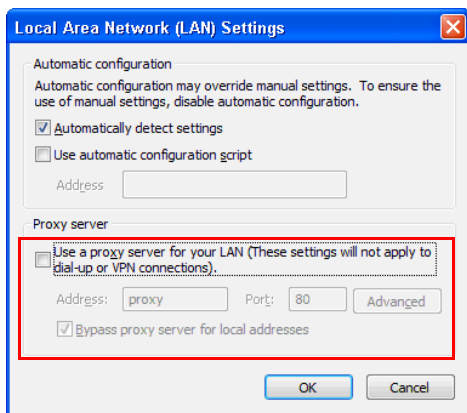 Local Area Network (LAN) Settings
Automatic configuration
Automatic configuration may override manual settings. To ensure the
use of manual settings, disable automatic configuration.
Automatically detect settings
Use automatic configuration script
Address
Proxy server
Use a proxy server for your LAN (These settings will not apply to
dial-up or VPN connections).
Address: proxy Port: 80 Advanced
Bypass proxy server for local addresses
OK Cancel